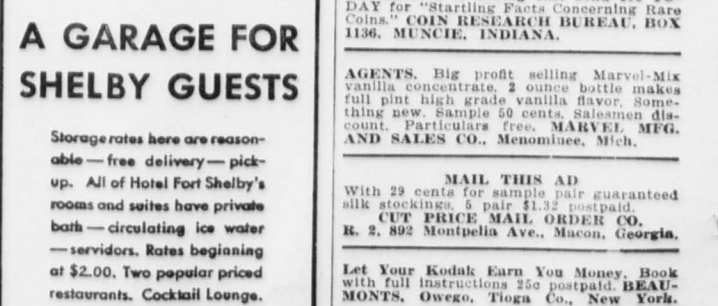 A GARAGE FOR
SHELBY GUESTS
Storage rates here are reason-
able — free delivery — pick-
up. All of Hotel Fort Shelby's
rooms and suites have private
bath — circulating ice water
— servidors. Rates beginning
at $2.00. Two popular priced
restaurants. Cocktail Lounge.
DAY for "Startling Facts Concerning Rare
Coins." COIN RESEARCH BUREAU, BOX
1136, MUNCIE, INDIANA.
AGENTS. Big profit selling Marvel-Mix
vanilla concentrate. 2 ounce bottle makes
full pint high grade vanilla flavor. Some-
thing new. Sample 50 cents. Salesmen dis-
count. Particulars free. MARVEL MFG.
AND SALES CO., Menominee, Mich.
MAIL THIS AD
With 29 cents for sample pair guaranteed
silk stockings. 5 pair $1.32 postpaid.
CUT PRICE MAIL ORDER CO,
R. 2, 892 Montpelia Ave., Macon, Georgia.
Let Your Kodak Earn You Money. Book
with full instructions 25c postpaid. BEAU-
MONTS, Owego, Tioga Co., New York.